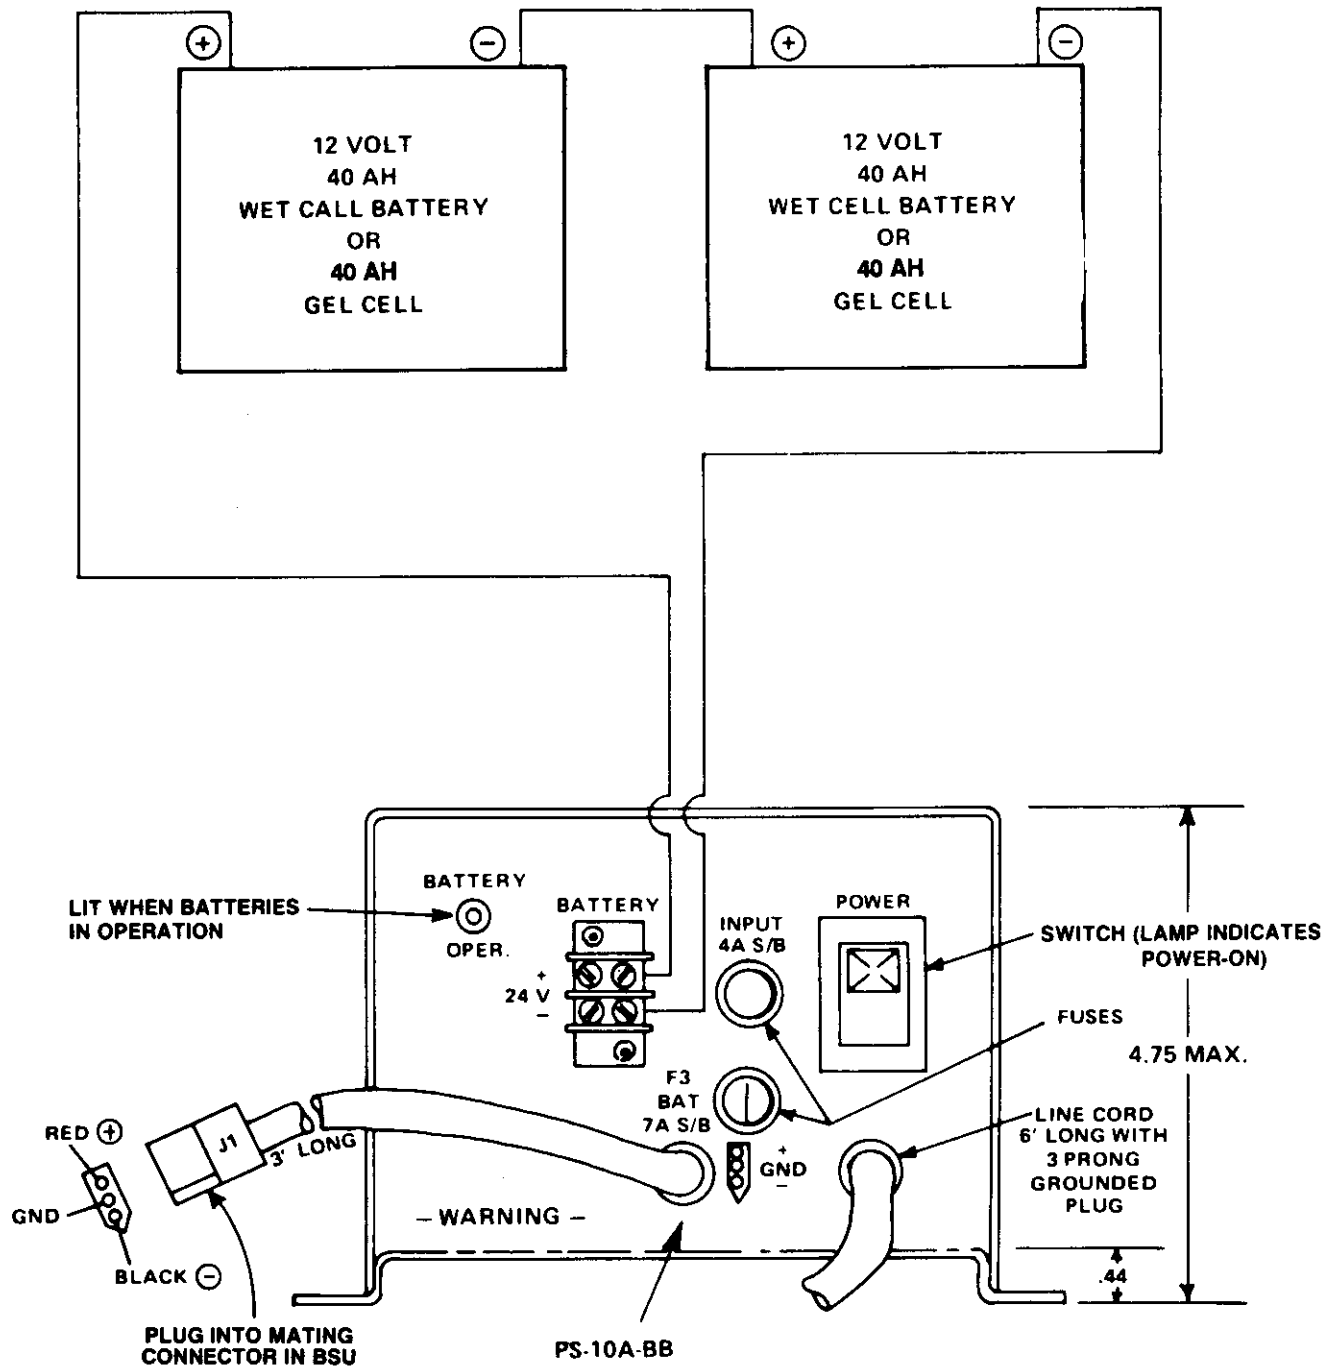 +
−
+
−
12 VOLT
40 AH
WET CALL BATTERY
OR
40 AH
GEL CELL
12 VOLT
40 AH
WET CELL BATTERY
OR
40 AH
GEL CELL
LIT WHEN BATTERIES
IN OPERATION
BATTERY
OPER.
BATTERY
+
24 V
−
INPUT
4A S/B
POWER
SWITCH (LAMP INDICATES
POWER-ON)
FUSES
4.75 MAX.
F3
BAT
7A S/B
+
GND
−
LINE CORD
6' LONG WITH
3 PRONG
GROUNDED
PLUG
RED +
GND
BLACK −
J1
3' LONG
– WARNING –
.44
PLUG INTO MATING
CONNECTOR IN BSU
PS-10A-BB